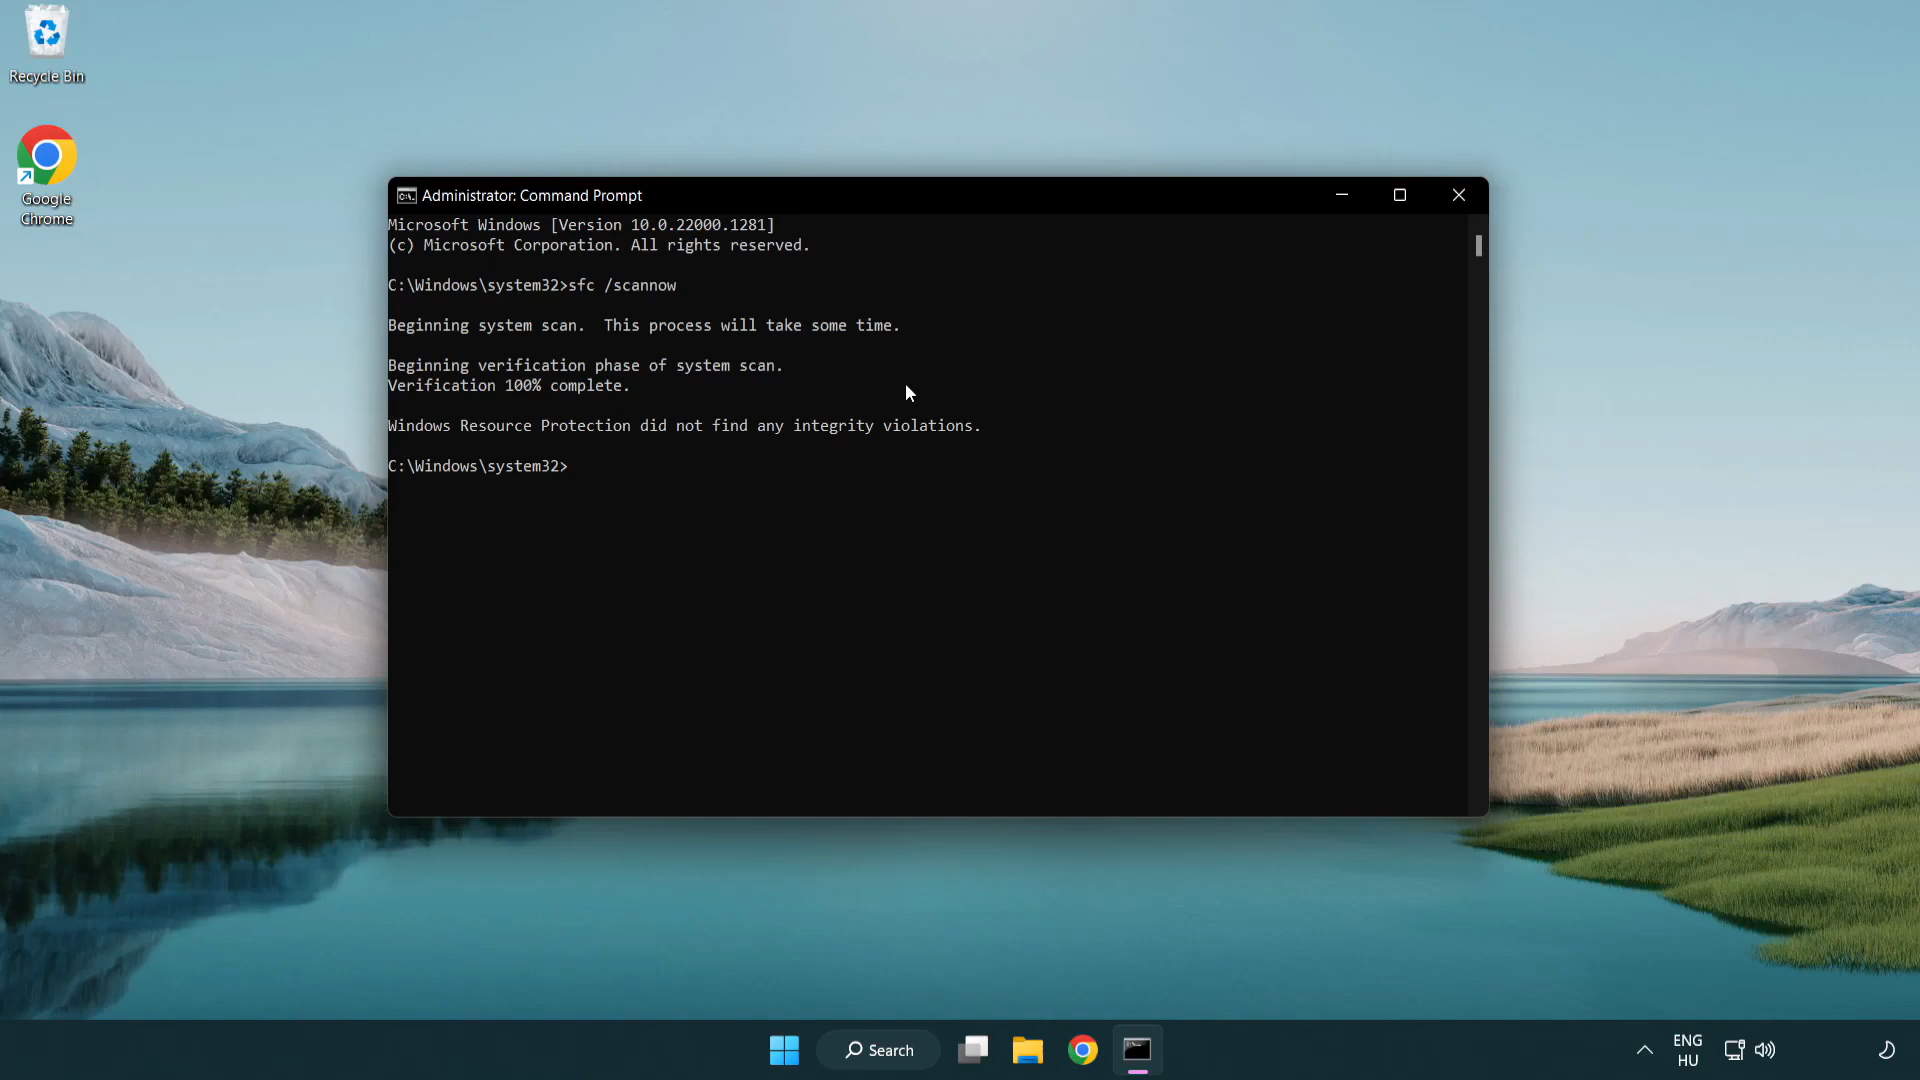 Recycle Bin
Google
Chrome
Administrator: Command Prompt
Microsoft Windows [Version 10.0.22000.1281]
(c) Microsoft Corporation. All rights reserved.
C:\Windows\system32>sfc /scannow
Beginning system scan.  This process will take some time.
Beginning verification phase of system scan.
Verification 100% complete.
Windows Resource Protection did not find any integrity violations.
C:\Windows\system32>
Search
ENG
HU